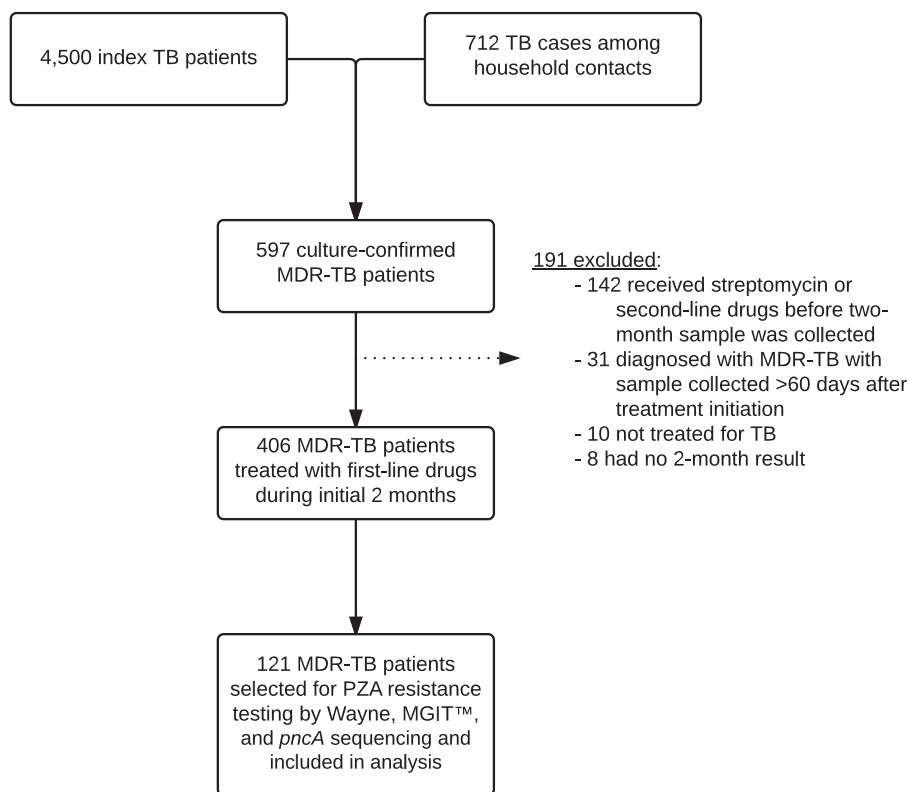 4,500 index TB patients
712 TB cases among
household contacts
597 culture-confirmed
MDR-TB patients
191 excluded:
- 142 received streptomycin or
second-line drugs before two-
month sample was collected
- 31 diagnosed with MDR-TB with
sample collected >60 days after
treatment initiation
- 10 not treated for TB
- 8 had no 2-month result
406 MDR-TB patients
treated with first-line drugs
during initial 2 months
121 MDR-TB patients
selected for PZA resistance
testing by Wayne, MGIT™,
and pncA sequencing and
included in analysis